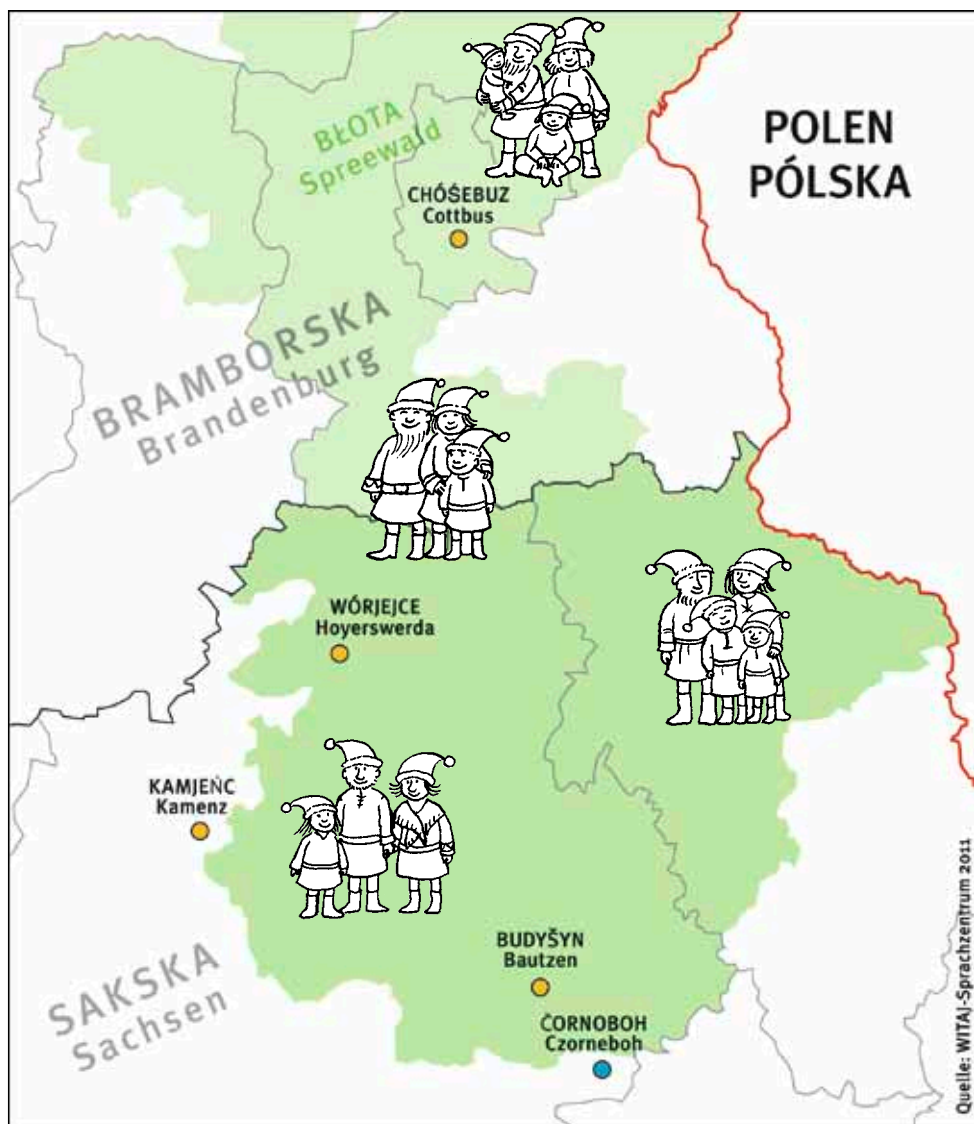 POLEN
PÓLSKA
BŁOTA
Spreewald
CHÓŚEBUZ
Cottbus
BRAMBORSKA
Brandenburg
WÓRJEJCE
Hoyerswerda
KAMJEŃC
Kamenz
BUDYŠYN
Bautzen
SAKSKA
Sachsen
ČORNOBOH
Czorneboh
Quelle: WITAJ-Sprachzentrum 2011